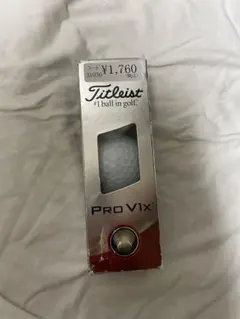 ¥1,760
Titleist
#1 ball in golf.
PRO V1x